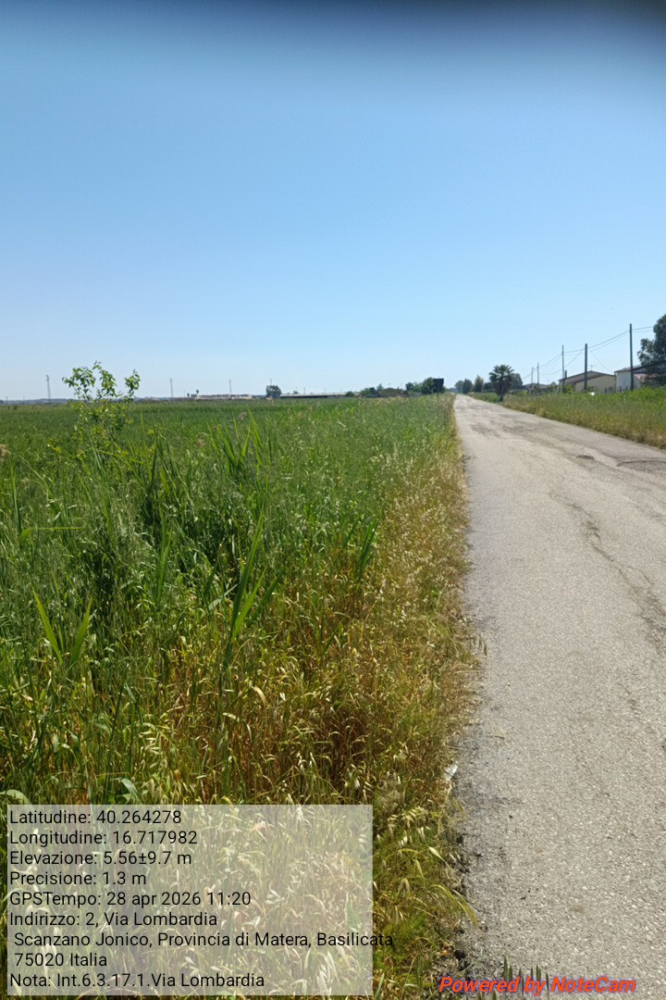 Latitudine: 40.264278
Longitudine: 16.717982
Elevazione: 5.56±9.7 m
Precisione: 1.3 m
GPSTempo: 28 apr 2026 11:20
Indirizzo: 2, Via Lombardia
Scanzano Jonico, Provincia di Matera, Basilicata
75020 Italia
Nota: Int.6.3.17.1.Via Lombardia
Powered by NoteCam